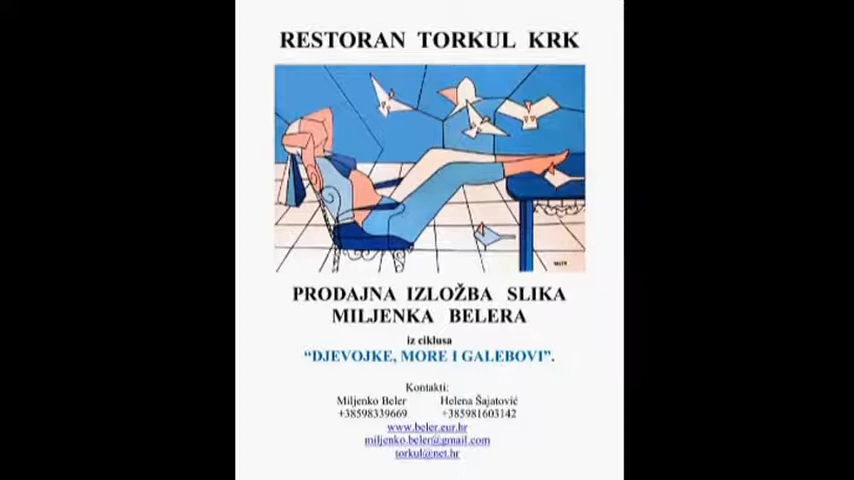 RESTORAN TORKUL KRK
PRODAJNA IZLOŽBA SLIKA
MILJENKA BELERA
iz ciklusa
“DJEVOJKE, MORE I GALEBOVI”.
Kontakti:
Miljenko Beler Helena Šajatović
+38598339669 +385981603142
www.beler.eur.hr
miljenko.beler@gmail.com
torkul@net.hr